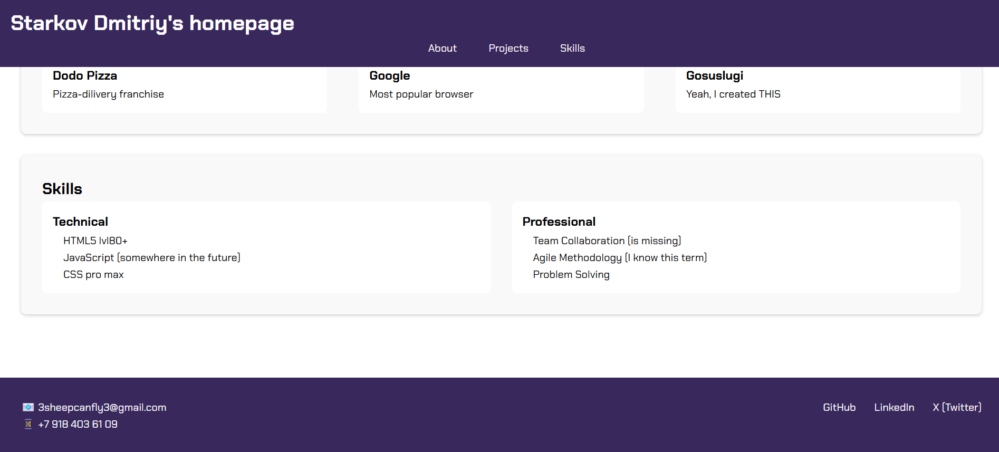 Starkov Dmitriy's homepage
About Projects Skills
Dodo Pizza
Pizza-dilivery franchise
Google
Most popular browser
Gosuslugi
Yeah, I created THIS
Skills
Technical
HTML5 lvl80+
JavaScript (somewhere in the future)
CSS pro max
Professional
Team Collaboration (is missing)
Agile Methodology (I know this term)
Problem Solving
3sheepcanfly3@gmail.com
+7 918 403 61 09
GitHub LinkedIn X (Twitter)